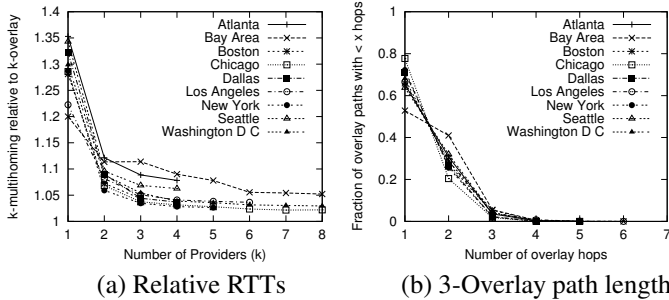 k-multihoming relative to k-overlay
1.4
1.35
1.3
1.25
1.2
1.15
1.1
1.05
1
1 2 3 4 5 6 7 8
Number of Providers (k)
Atlanta
Bay Area
Boston
Chicago
Dallas
Los Angeles
New York
Seattle
Washington D C
(a) Relative RTTs
Fraction of overlay paths with < x hops
1
0.8
0.6
0.4
0.2
0
1 2 3 4 5 6 7
Number of overlay hops
Atlanta
Bay Area
Boston
Chicago
Dallas
Los Angeles
New York
Seattle
Washington D C
(b) 3-Overlay path length